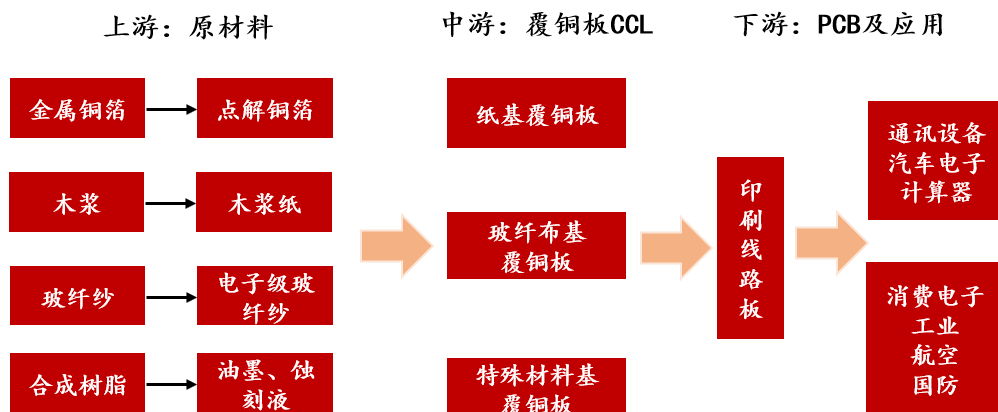 上游：原材料
中游：覆铜板CCL
下游：PCB及应用
金属铜箔
点解铜箔
木浆
木浆纸
玻纤纱
电子级玻
纤纱
合成树脂
油墨、蚀
刻液
纸基覆铜板
玻纤布基
覆铜板
特殊材料基
覆铜板
印
刷
线
路
板
通讯设备
汽车电子
计算器
消费电子
工业
航空
国防